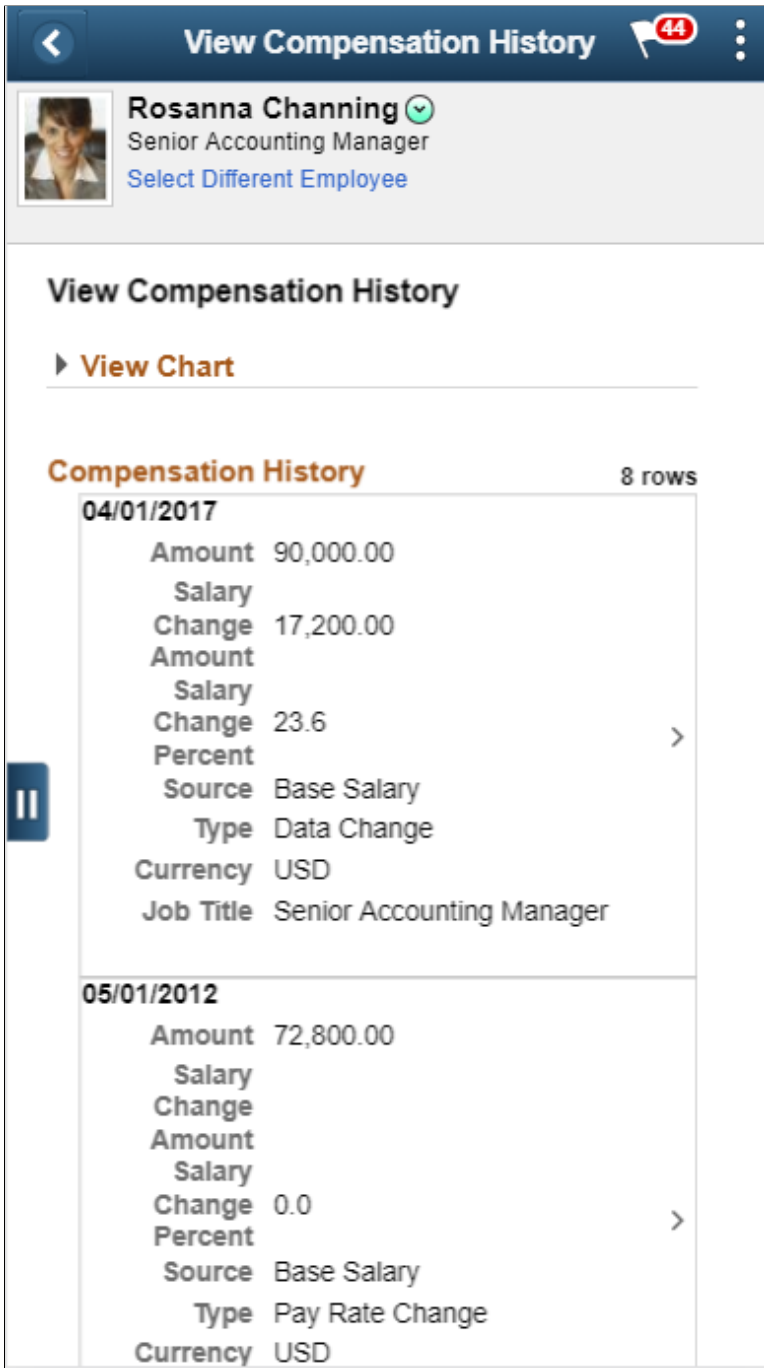 View Compensation History 44
Rosanna Channing
Senior Accounting Manager
Select Different Employee
View Compensation History
View Chart
Compensation History 8 rows
04/01/2017
Amount 90,000.00
Salary
Change 17,200.00
Amount
Salary
Change 23.6
Percent
Source Base Salary
Type Data Change
Currency USD
Job Title Senior Accounting Manager
05/01/2012
Amount 72,800.00
Salary
Change
Amount
Salary
Change 0.0
Percent
Source Base Salary
Type Pay Rate Change
Currency USD